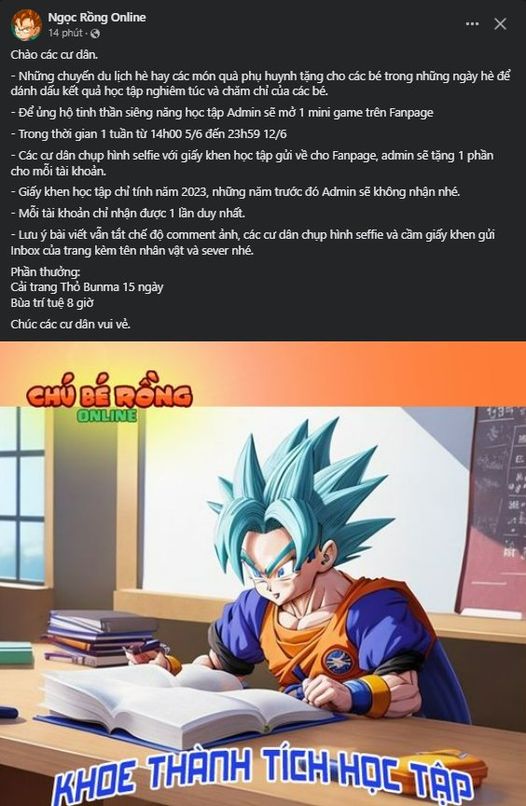 Ngọc Rồng Online
14 phút ·
Chào các cư dân.
- Những chuyến du lịch hè hay các món quà phụ huynh tặng cho các bé trong những ngày hè để
đánh dấu kết quả học tập nghiêm túc và chăm chỉ của các bé.
- Để ủng hộ tinh thần siêng năng học tập Admin sẽ mở 1 mini game trên Fanpage
- Trong thời gian 1 tuần từ 14h00 5/6 đến 23h59 12/6
- Các cư dân chụp hình selfie với giấy khen học tập gửi về cho Fanpage, admin sẽ tặng 1 phần
cho mỗi tài khoản.
- Giấy khen học tập chỉ tính năm 2023, những năm trước đó Admin sẽ không nhận nhé.
- Mỗi tài khoản chỉ nhận được 1 lần duy nhất.
- Lưu ý bài viết vẫn tắt chế độ comment ảnh, các cư dân chụp hình seffie và cầm giấy khen gửi
Inbox của trang kèm tên nhân vật và sever nhé.
Phần thưởng:
Cải trang Thỏ Bunma 15 ngày
Bùa trí tuệ 8 giờ
Chúc các cư dân vui vẻ.
CHÚ BÉ RỒNG
ONLINE
KHOE THÀNH TÍCH HỌC TẬP